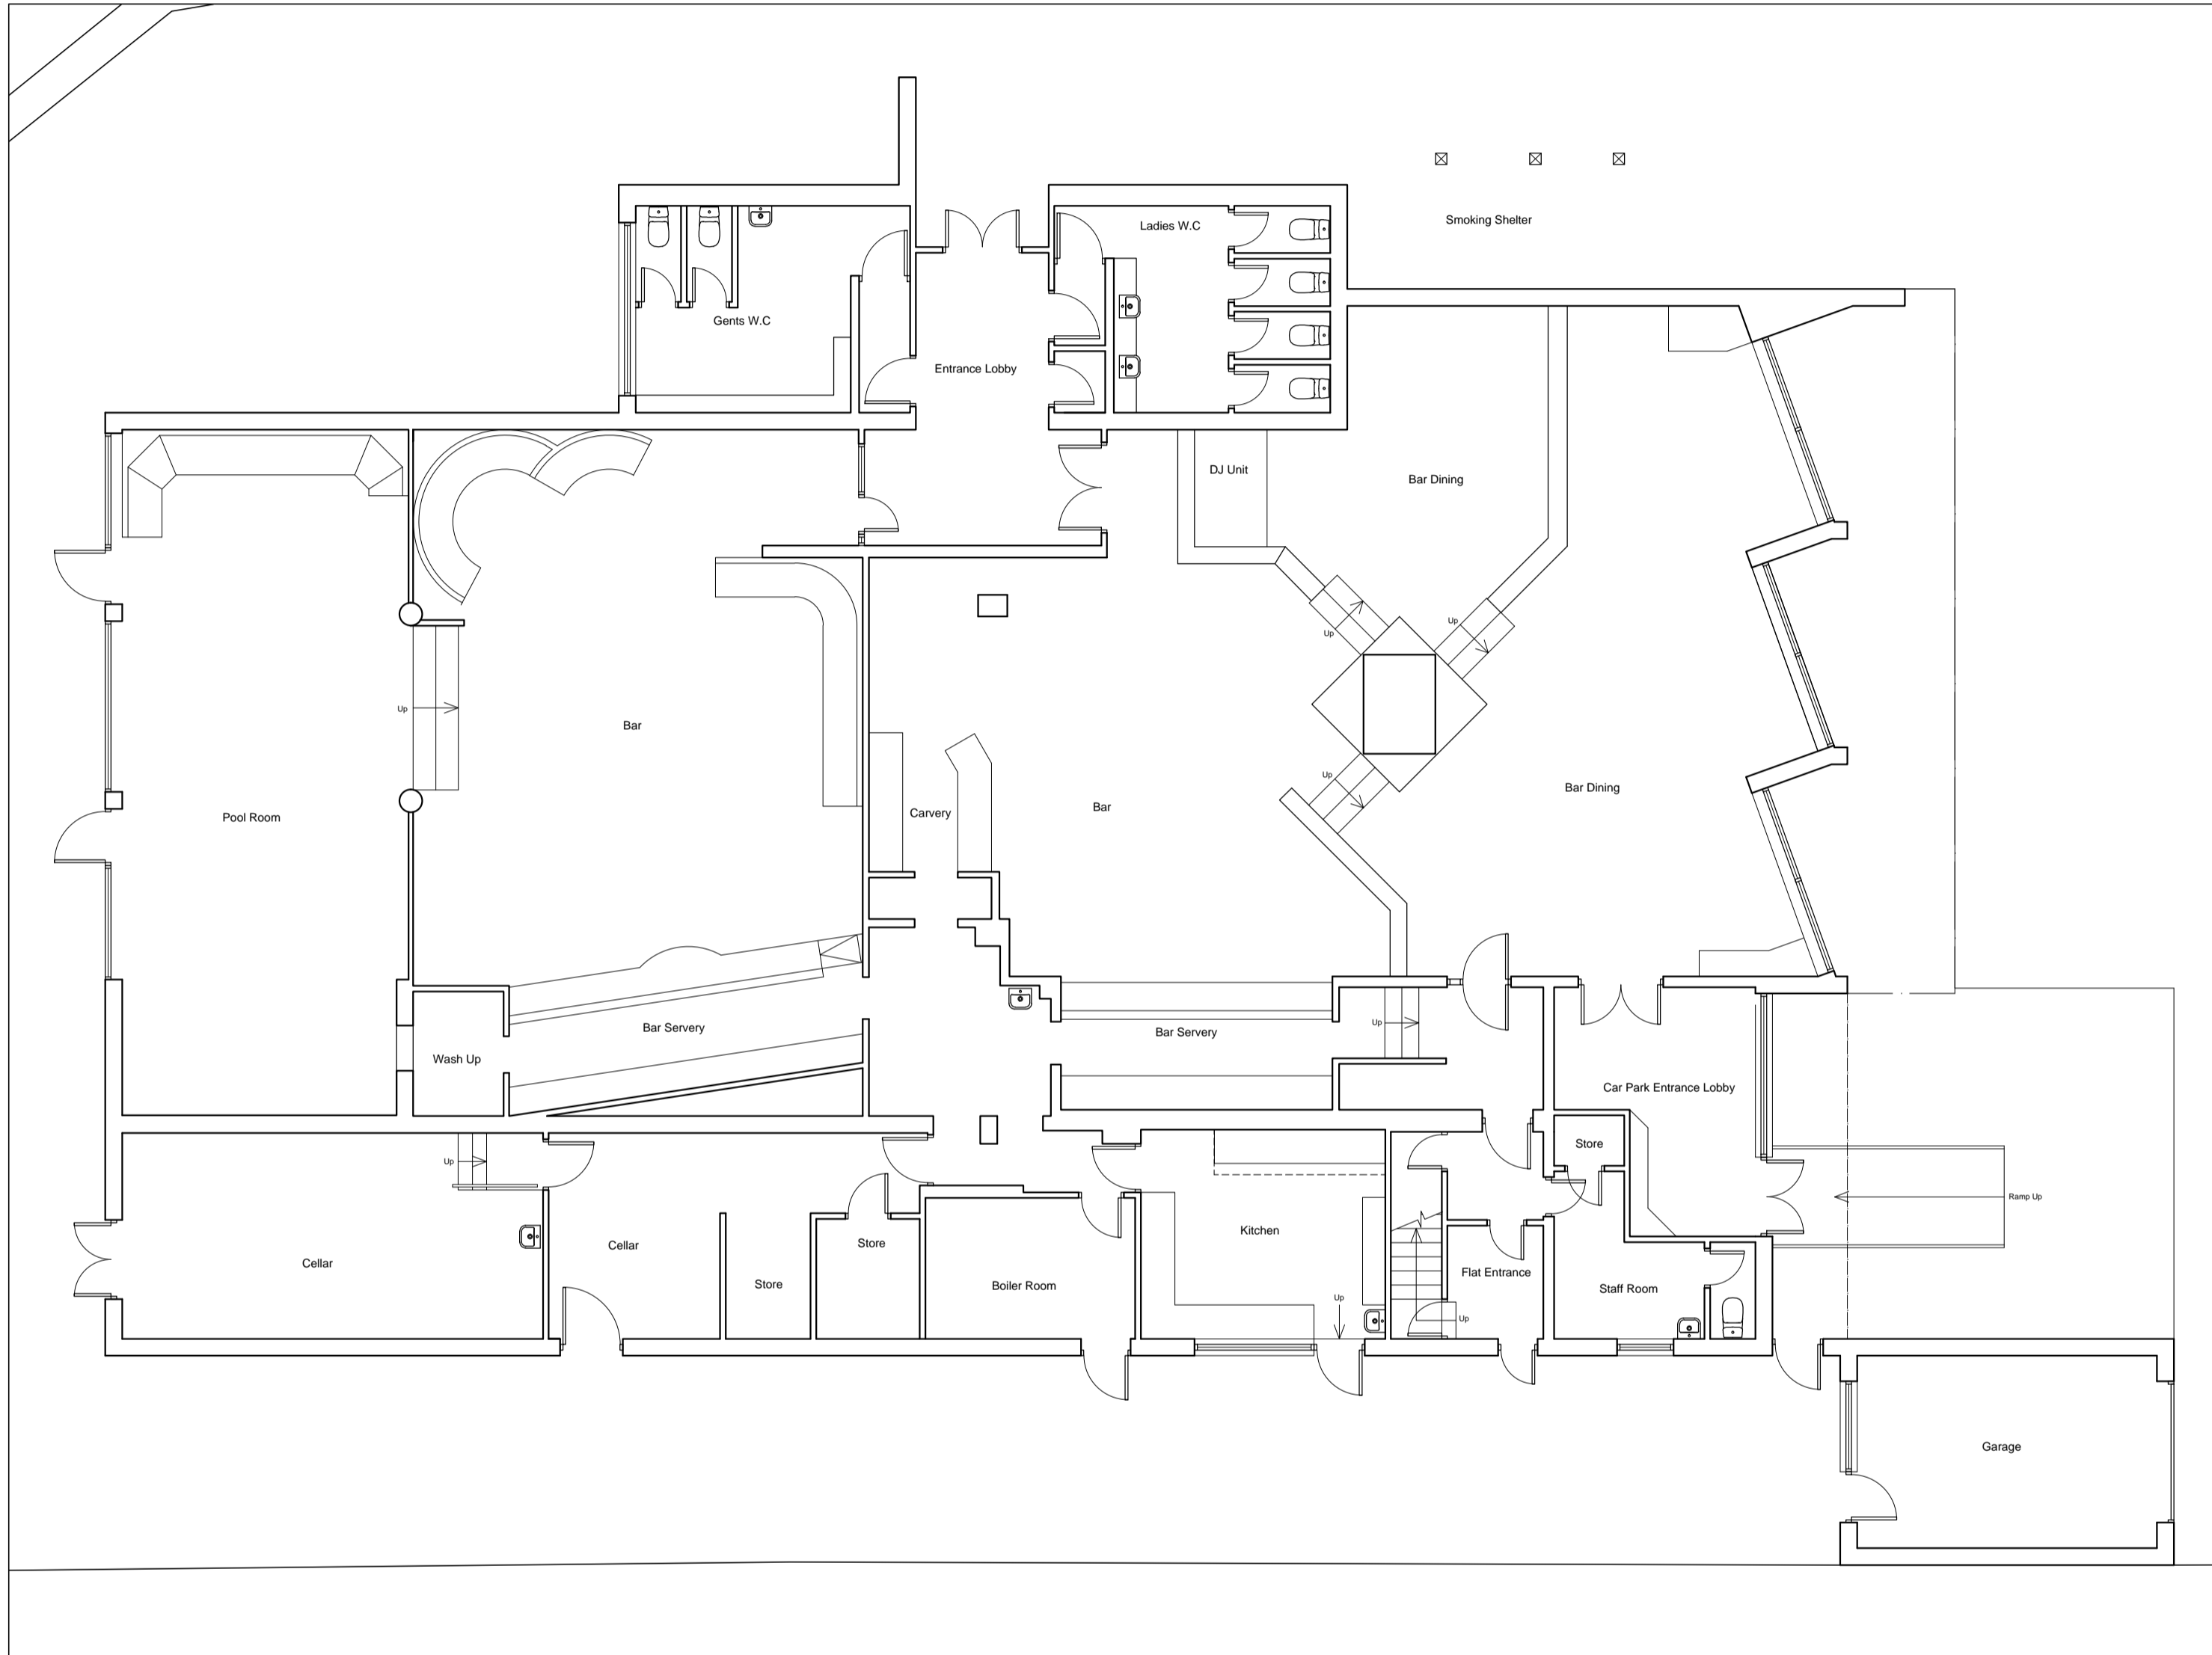 Smoking Shelter
Ladies W.C
Gents W.C
Entrance Lobby
DJ Unit
Bar Dining
Up
Up
Up
Bar
Up
Bar Dining
Carvery
Bar
Pool Room
Up
Bar Servery
Bar Servery
Wash Up
Car Park Entrance Lobby
Store
Up
Ramp Up
Kitchen
Store
Cellar
Cellar
Flat Entrance
Store
Boiler Room
Staff Room
Up
Up
Garage